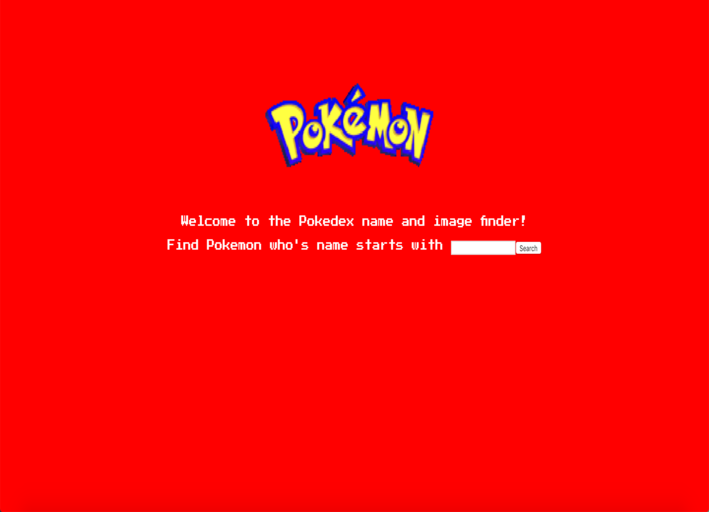 POKéMON
Welcome to the Pokedex name and image finder!
Find Pokemon who's name starts with Search